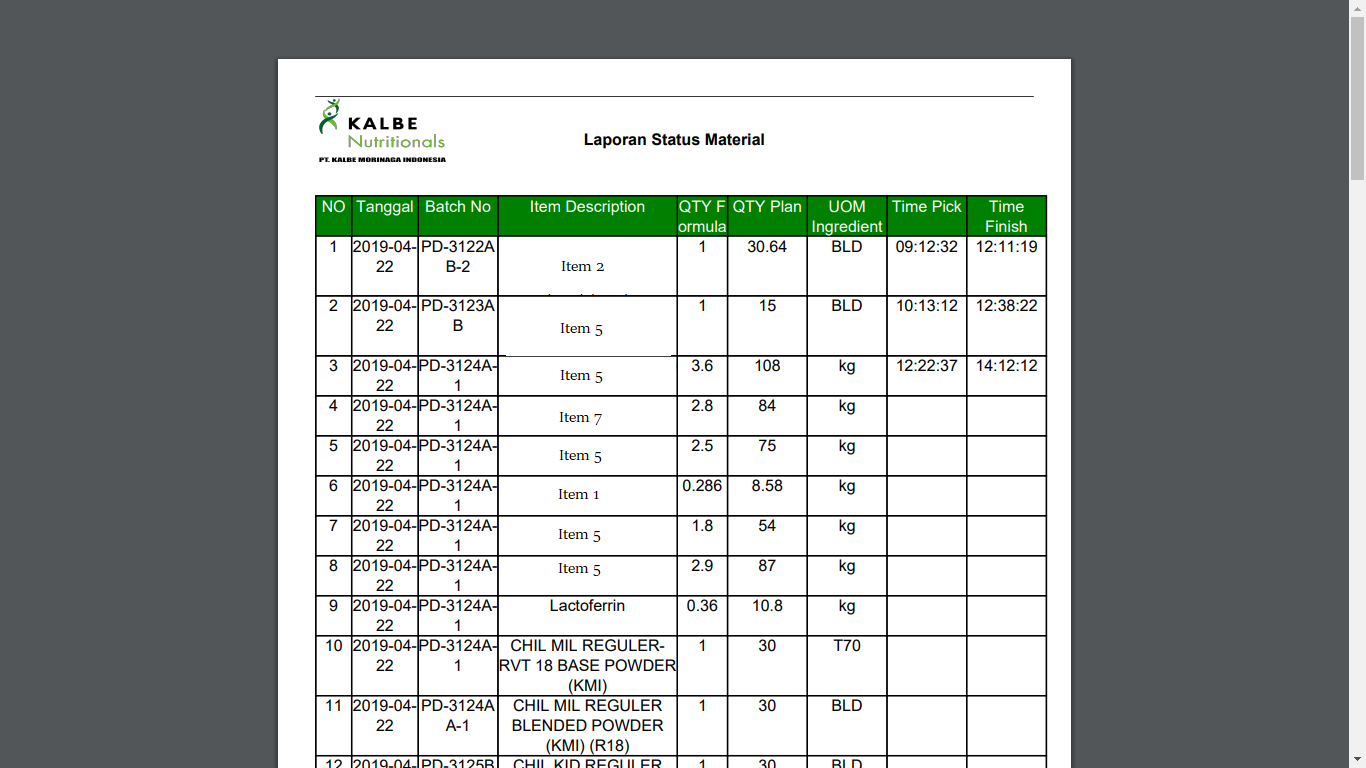 KALBE
Nutritionals
PT. KALBE MORINAGA INDONESIA
Laporan Status Material
NO Tanggal Batch No Item Description QTY F ormula QTY Plan UOM Ingredient Time Pick Time Finish
1 2019-04-22 PD-3122A B-2 Item 2 1 30.64 BLD 09:12:32 12:11:19
2 2019-04-22 PD-3123A B Item 5 1 15 BLD 10:13:12 12:38:22
3 2019-04-22 PD-3124A-1 Item 5 3.6 108 kg 12:22:37 14:12:12
4 2019-04-22 PD-3124A-1 Item 7 2.8 84 kg
5 2019-04-22 PD-3124A-1 Item 5 2.5 75 kg
6 2019-04-22 PD-3124A-1 Item 1 0.286 8.58 kg
7 2019-04-22 PD-3124A-1 Item 5 1.8 54 kg
8 2019-04-22 PD-3124A-1 Item 5 2.9 87 kg
9 2019-04-22 PD-3124A-1 Lactoferrin 0.36 10.8 kg
10 2019-04-22 PD-3124A-1 CHIL MIL REGULER-RVT 18 BASE POWDER (KMI) 1 30 T70
11 2019-04-22 PD-3124A A-1 CHIL MIL REGULER BLENDED POWDER (KMI) (R18) 1 30 BLD
12 2019-04- PD-3125B CHIL KID REGULER 1 30 BLD